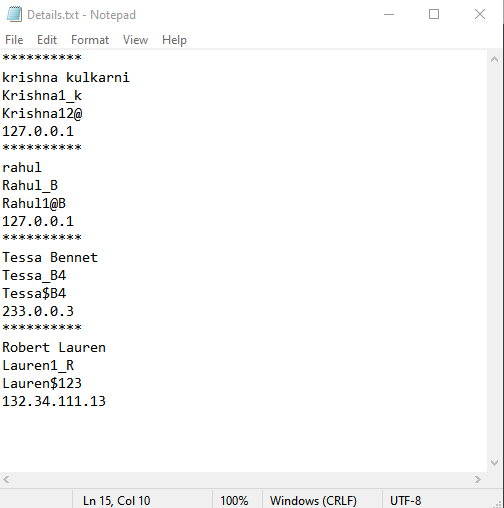 Details.txt - Notepad
File Edit Format View Help
**********
krishna kulkarni
Krishna1_k
Krishna12@
127.0.0.1
**********
rahul
Rahul_B
Rahul1@B
127.0.0.1
**********
Tessa Bennet
Tessa_B4
Tessa$B4
233.0.0.3
**********
Robert Lauren
Lauren1_R
Lauren$123
132.34.111.13
Ln 15, Col 10 100% Windows (CRLF) UTF-8